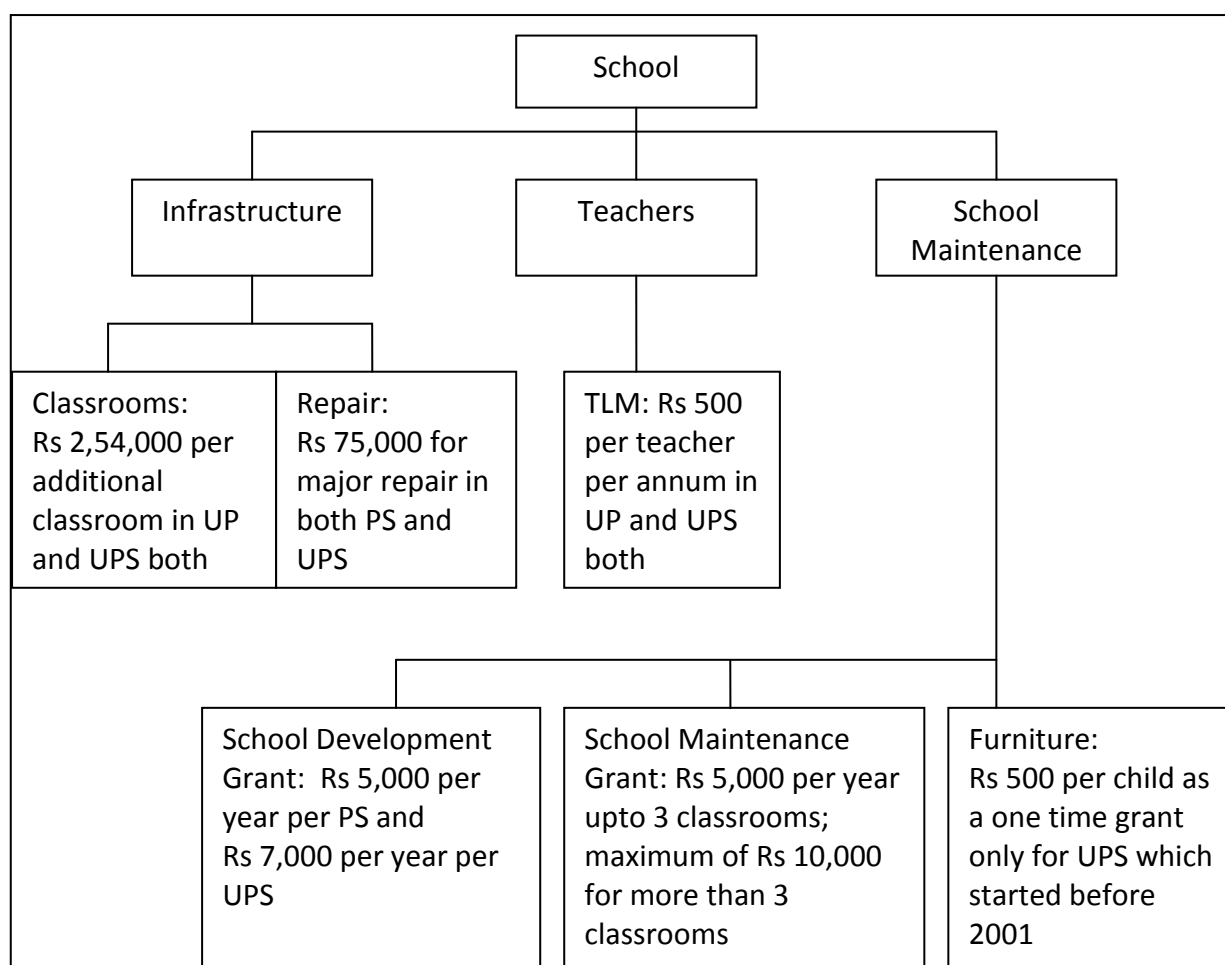 School
Infrastructure
Teachers
School
Maintenance
Classrooms:
Rs 2,54,000 per
additional
classroom in UP
and UPS both
Repair:
Rs 75,000 for
major repair in
both PS and
UPS
TLM: Rs 500
per teacher
per annum in
UP and UPS
both
School Development
Grant:  Rs 5,000 per
year per PS and
Rs 7,000 per year per
UPS
School Maintenance
Grant: Rs 5,000 per year
upto 3 classrooms;
maximum of Rs 10,000
for more than 3
classrooms
Furniture:
Rs 500 per child as
a one time grant
only for UPS which
started before
2001